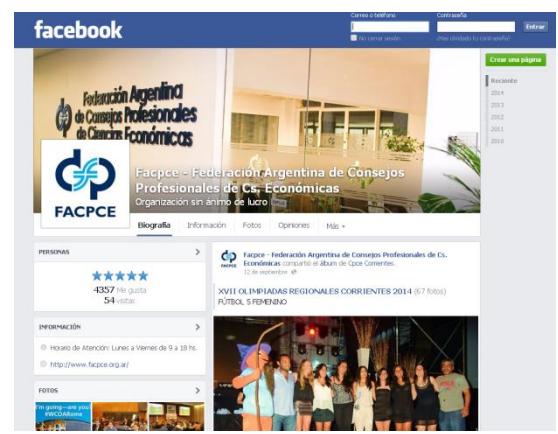 facebook
Correo o teléfono
Contraseña
No cerrar sesión
¿Has olvidado tu contraseña?
Entrar
Crear una página
Reciente
2014
2013
2012
2011
2010
Federación Argentina
de Consejos Profesionales
de Ciencias Económicas
FACPCE
Facpce - Federación Argentina de Consejos
Profesionales de Cs. Económicas
Organización sin ánimo de lucro
Biografía
Información
Fotos
Opiniones
Más
PERSONAS
4357 Me gusta
54 visitas
INFORMACIÓN
Horario de Atención: Lunes a Viernes de 9 a 18 hs.
http://www.facpce.org.ar/
FOTOS
I'm going—are you
#WCOARome
FACPCE
Facpce - Federación Argentina de Consejos Profesionales de Cs.
Económicas compartió el álbum de Cpce Corrientes.
12 de septiembre
XVII OLIMPIADAS REGIONALES CORRIENTES 2014 (67 fotos)
FÚTBOL 5 FEMENINO